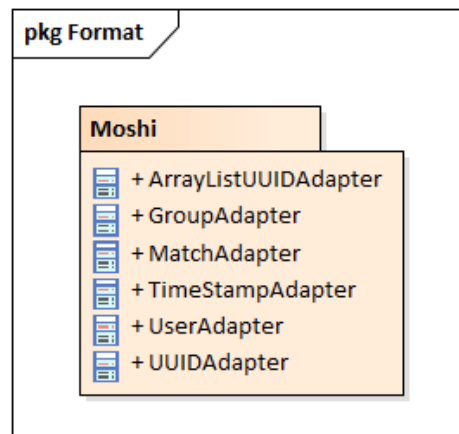 pkg Format
Moshi
+ ArrayListUUIDAdapter
+ GroupAdapter
+ MatchAdapter
+ TimeStampAdapter
+ UserAdapter
+ UUIDAdapter